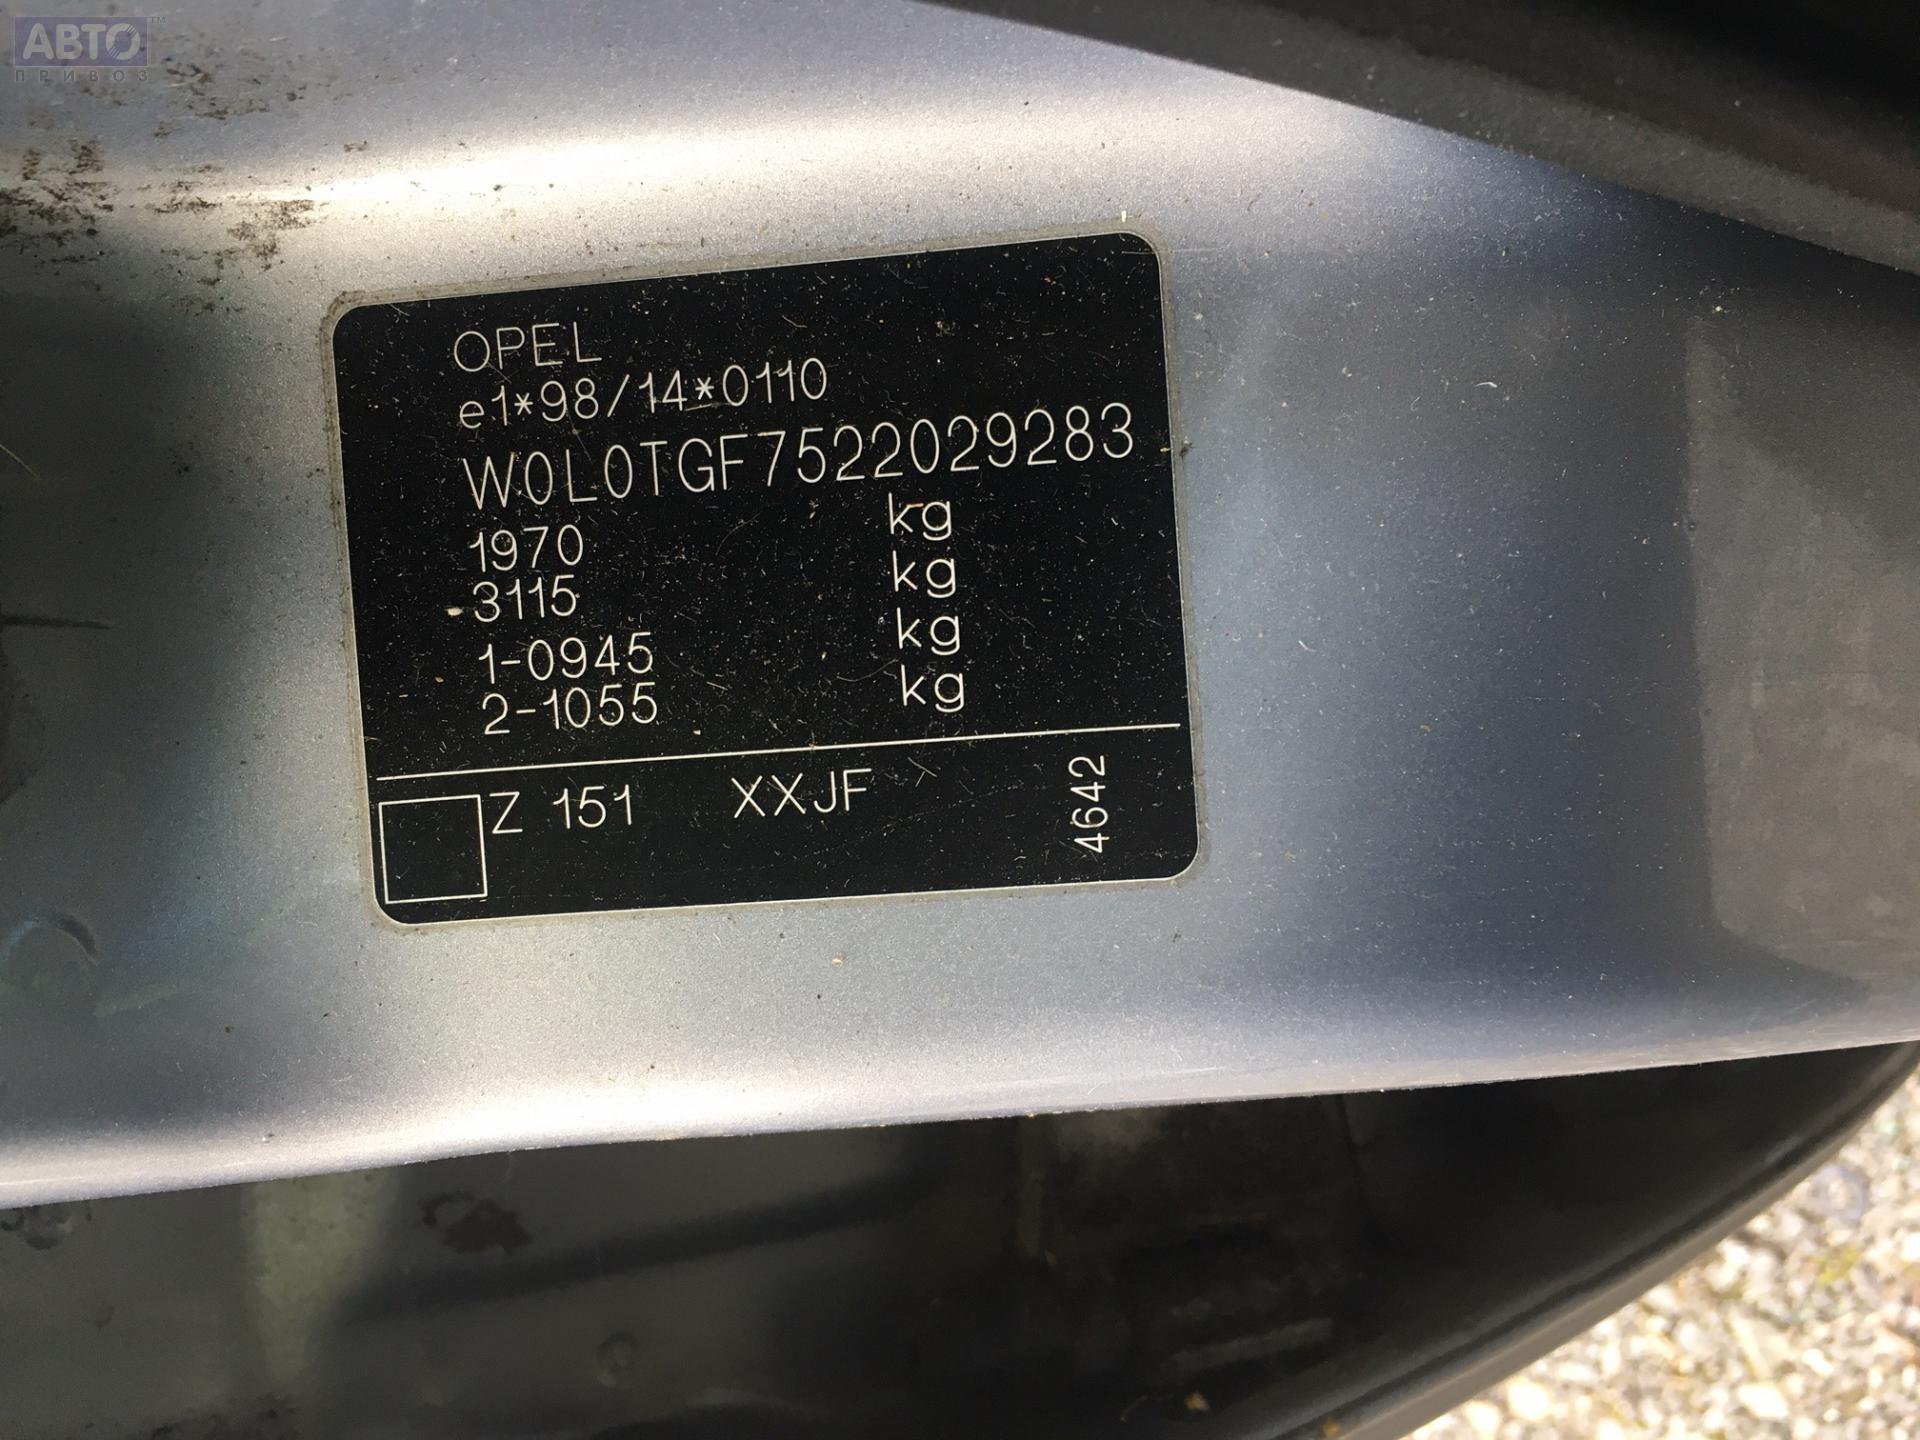 АВТО™
ПРИВОЗ
OPEL
e1*98/14*0110
W0L0TGF7522029283
1970 kg
3115 kg
1-0945 kg
2-1055 kg
Z 151 XXJF 4642